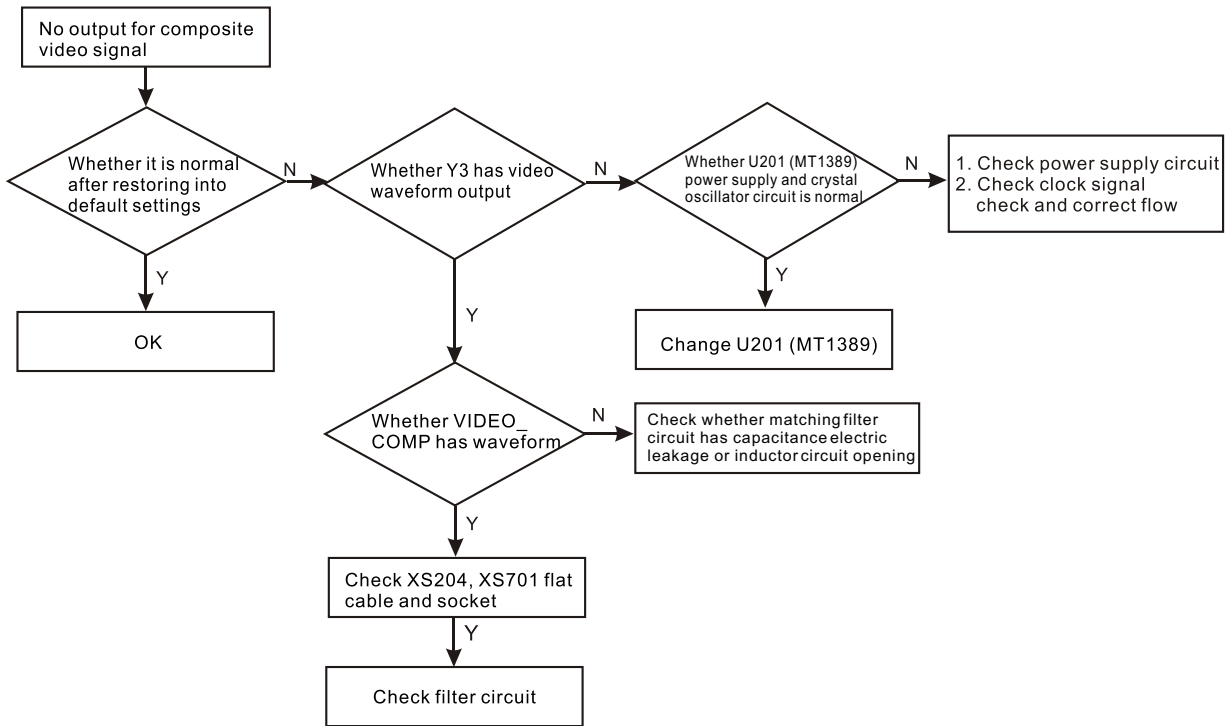 No output for composite
video signal
Whether it is normal
after restoring into
default settings
N
Whether Y3 has video
waveform output
N
Whether U201 (MT1389)
power supply and crystal
oscillator circuit is normal
N
1. Check power supply circuit
2. Check clock signal
check and correct flow
Y
OK
Y
Y
Change U201 (MT1389)
Whether VIDEO_
COMP has waveform
N
Check whether matching filter
circuit has capacitance electric
leakage or inductor circuit opening
Y
Check XS204, XS701 flat
cable and socket
Y
Check filter circuit